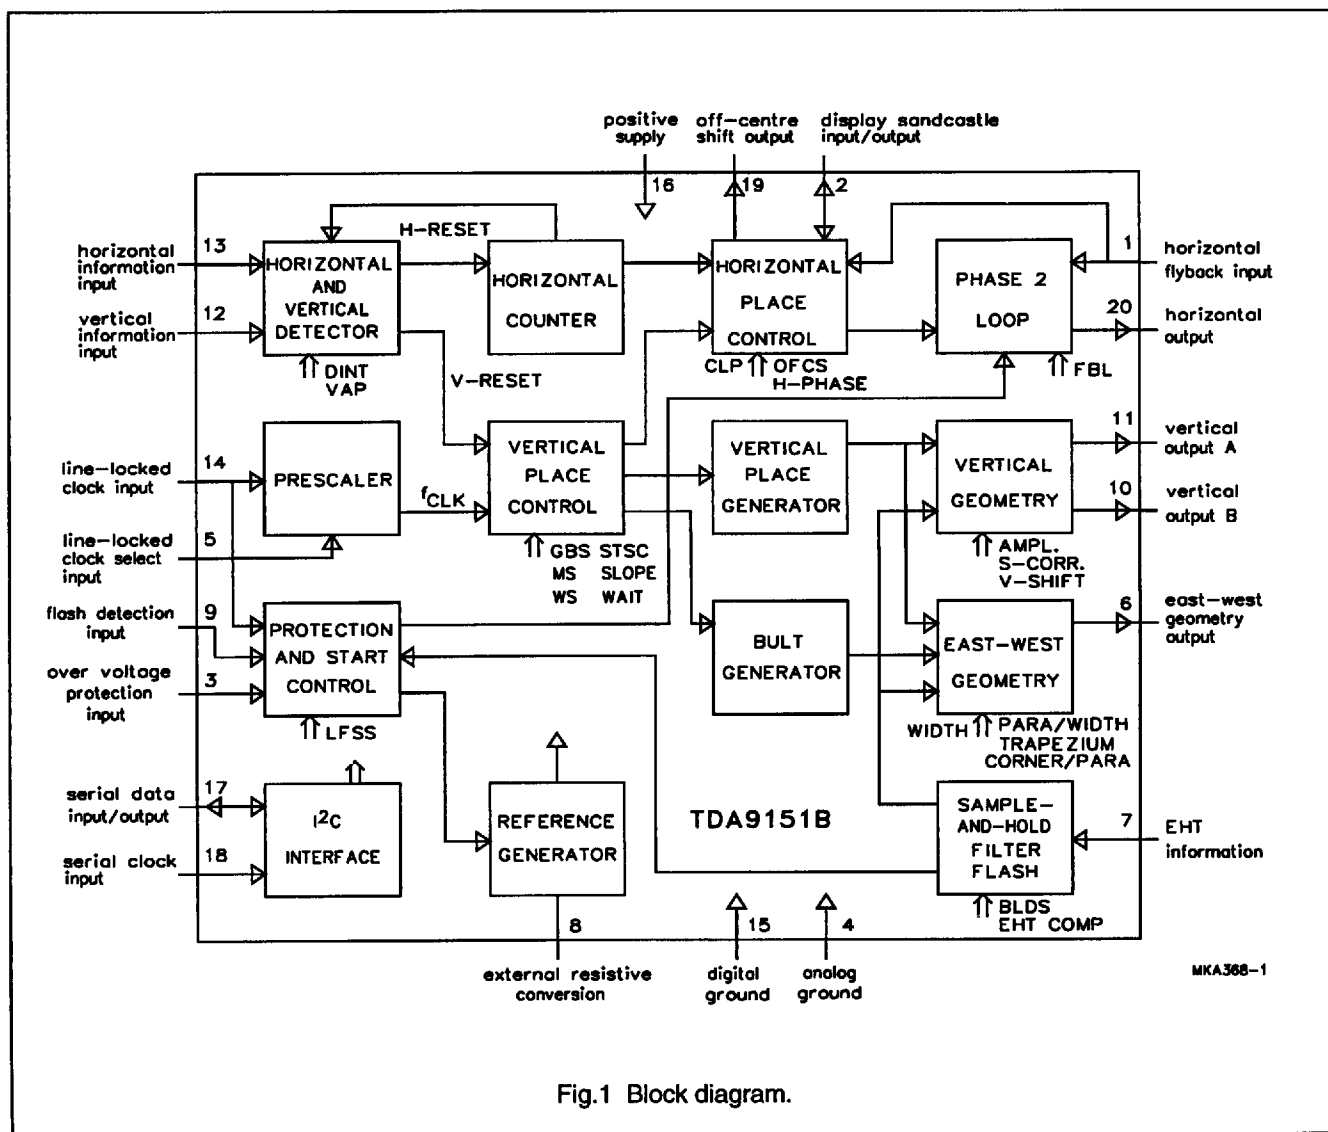 positive
supply
off-centre
shift output
display sandcastle
input/output
16
19
2
H-RESET
horizontal
information
input
13
HORIZONTAL
AND
VERTICAL
DETECTOR
HORIZONTAL
COUNTER
HORIZONTAL
PLACE
CONTROL
PHASE 2
LOOP
1
horizontal
flyback input
vertical
information
input
12
20
horizontal
output
DINT
VAP
V-RESET
CLP
OFCS
H-PHASE
FBL
line-locked
clock input
14
PRESCALER
fCLK
VERTICAL
PLACE
CONTROL
VERTICAL
PLACE
GENERATOR
VERTICAL
GEOMETRY
11
vertical
output A
10
vertical
output B
line-locked
clock select
input
5
GBS STSC
MS SLOPE
WS WAIT
AMPL.
S-CORR.
V-SHIFT
flash detection
input
9
PROTECTION
AND START
CONTROL
BULT
GENERATOR
EAST-WEST
GEOMETRY
6
east-west
geometry
output
over voltage
protection
input
3
LFSS
WIDTH
PARA/WIDTH
TRAPEZIUM
CORNER/PARA
serial data
input/output
17
I2C
INTERFACE
REFERENCE
GENERATOR
TDA9151B
SAMPLE-
AND-HOLD
FILTER
FLASH
7
EHT
information
serial clock
input
18
BLDS
EHT COMP
8
15
4
external resistive
conversion
digital
ground
analog
ground
MKA368-1
Fig.1 Block diagram.